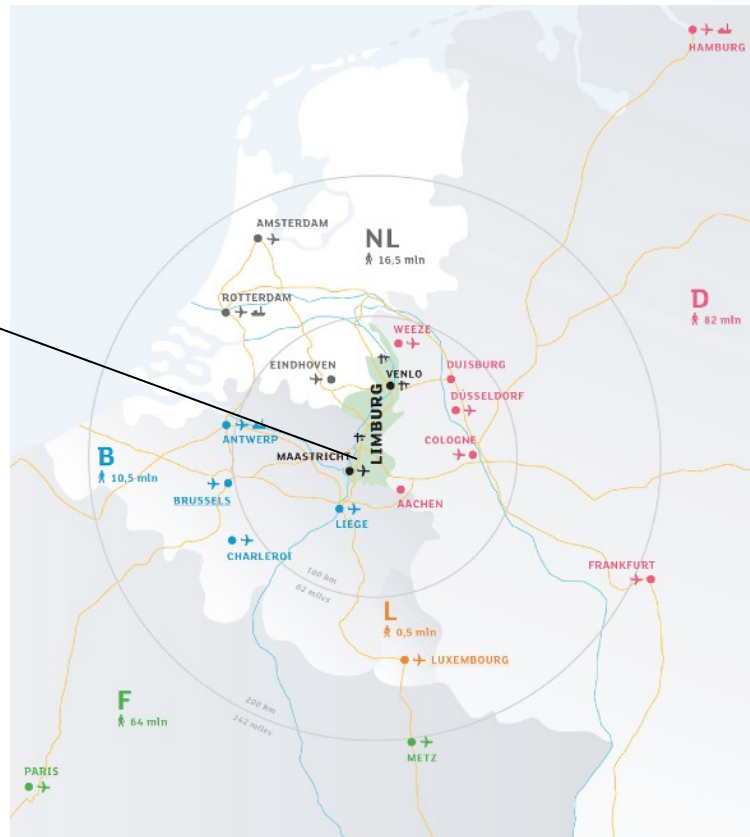 HAMBURG
AMSTERDAM
NL
16,5 mln
ROTTERDAM
D
82 mln
WEEZE
EINDHOVEN
VENLO
DUISBURG
DÜSSELDORF
LIMBURG
ANTWERP
COLOGNE
MAASTRICHT
B
10,5 mln
BRUSSELS
AACHEN
LIEGE
CHARLEROI
FRANKFURT
100 km
62 miles
L
0,5 mln
LUXEMBOURG
F
64 mln
200 km
142 miles
METZ
PARIS